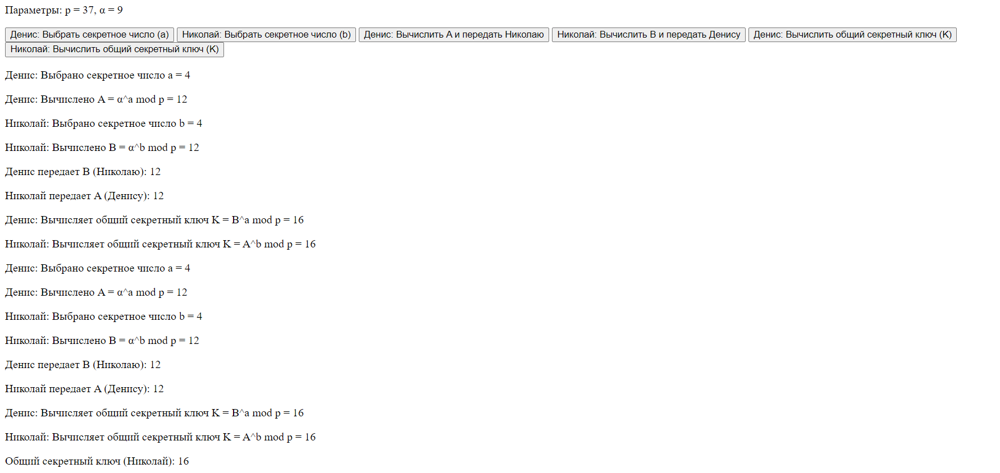 Параметры: p = 37, α = 9
Денис: Выбрать секретное число (a) Николай: Выбрать секретное число (b) Денис: Вычислить A и передать Николаю Николай: Вычислить B и передать Денису Денис: Вычислить общий секретный ключ (K)
Николай: Вычислить общий секретный ключ (K)
Денис: Выбрано секретное число a = 4
Денис: Вычислено A = α^a mod p = 12
Николай: Выбрано секретное число b = 4
Николай: Вычислено B = α^b mod p = 12
Денис передает B (Николаю): 12
Николай передает A (Денису): 12
Денис: Вычисляет общий секретный ключ K = B^a mod p = 16
Николай: Вычисляет общий секретный ключ K = A^b mod p = 16
Денис: Выбрано секретное число a = 4
Денис: Вычислено A = α^a mod p = 12
Николай: Выбрано секретное число b = 4
Николай: Вычислено B = α^b mod p = 12
Денис передает B (Николаю): 12
Николай передает A (Денису): 12
Денис: Вычисляет общий секретный ключ K = B^a mod p = 16
Николай: Вычисляет общий секретный ключ K = A^b mod p = 16
Общий секретный ключ (Николай): 16